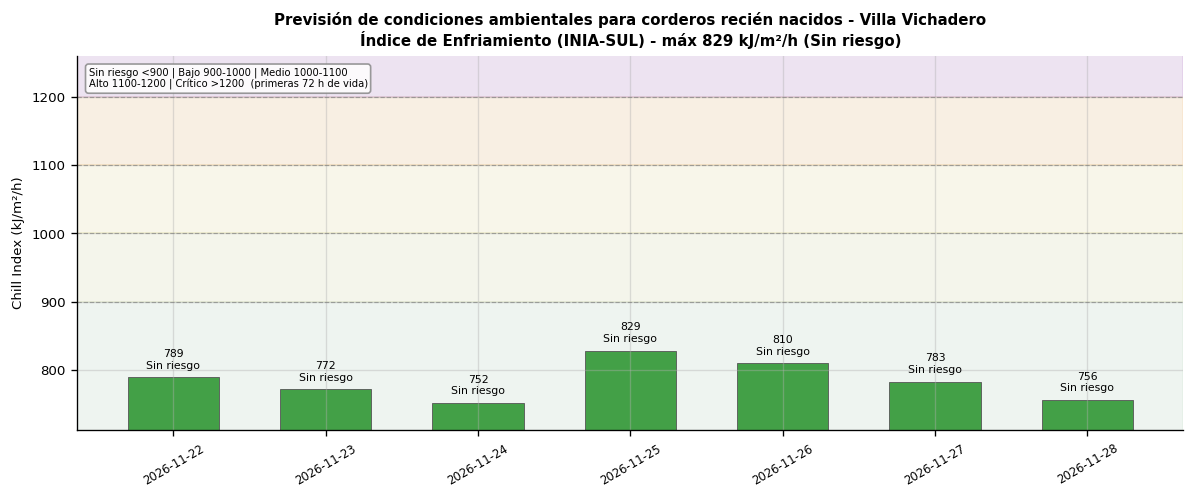 Previsión de condiciones ambientales para corderos recién nacidos - Villa Vichadero
Índice de Enfriamiento (INIA-SUL) - máx 829 kJ/m²/h (Sin riesgo)
Sin riesgo <900 | Bajo 900-1000 | Medio 1000-1100
Alto 1100-1200 | Crítico >1200  (primeras 72 h de vida)
Chill Index (kJ/m²/h)
1200
1100
1000
900
800
789
Sin riesgo
772
Sin riesgo
752
Sin riesgo
829
Sin riesgo
810
Sin riesgo
783
Sin riesgo
756
Sin riesgo
2026-11-22
2026-11-23
2026-11-24
2026-11-25
2026-11-26
2026-11-27
2026-11-28